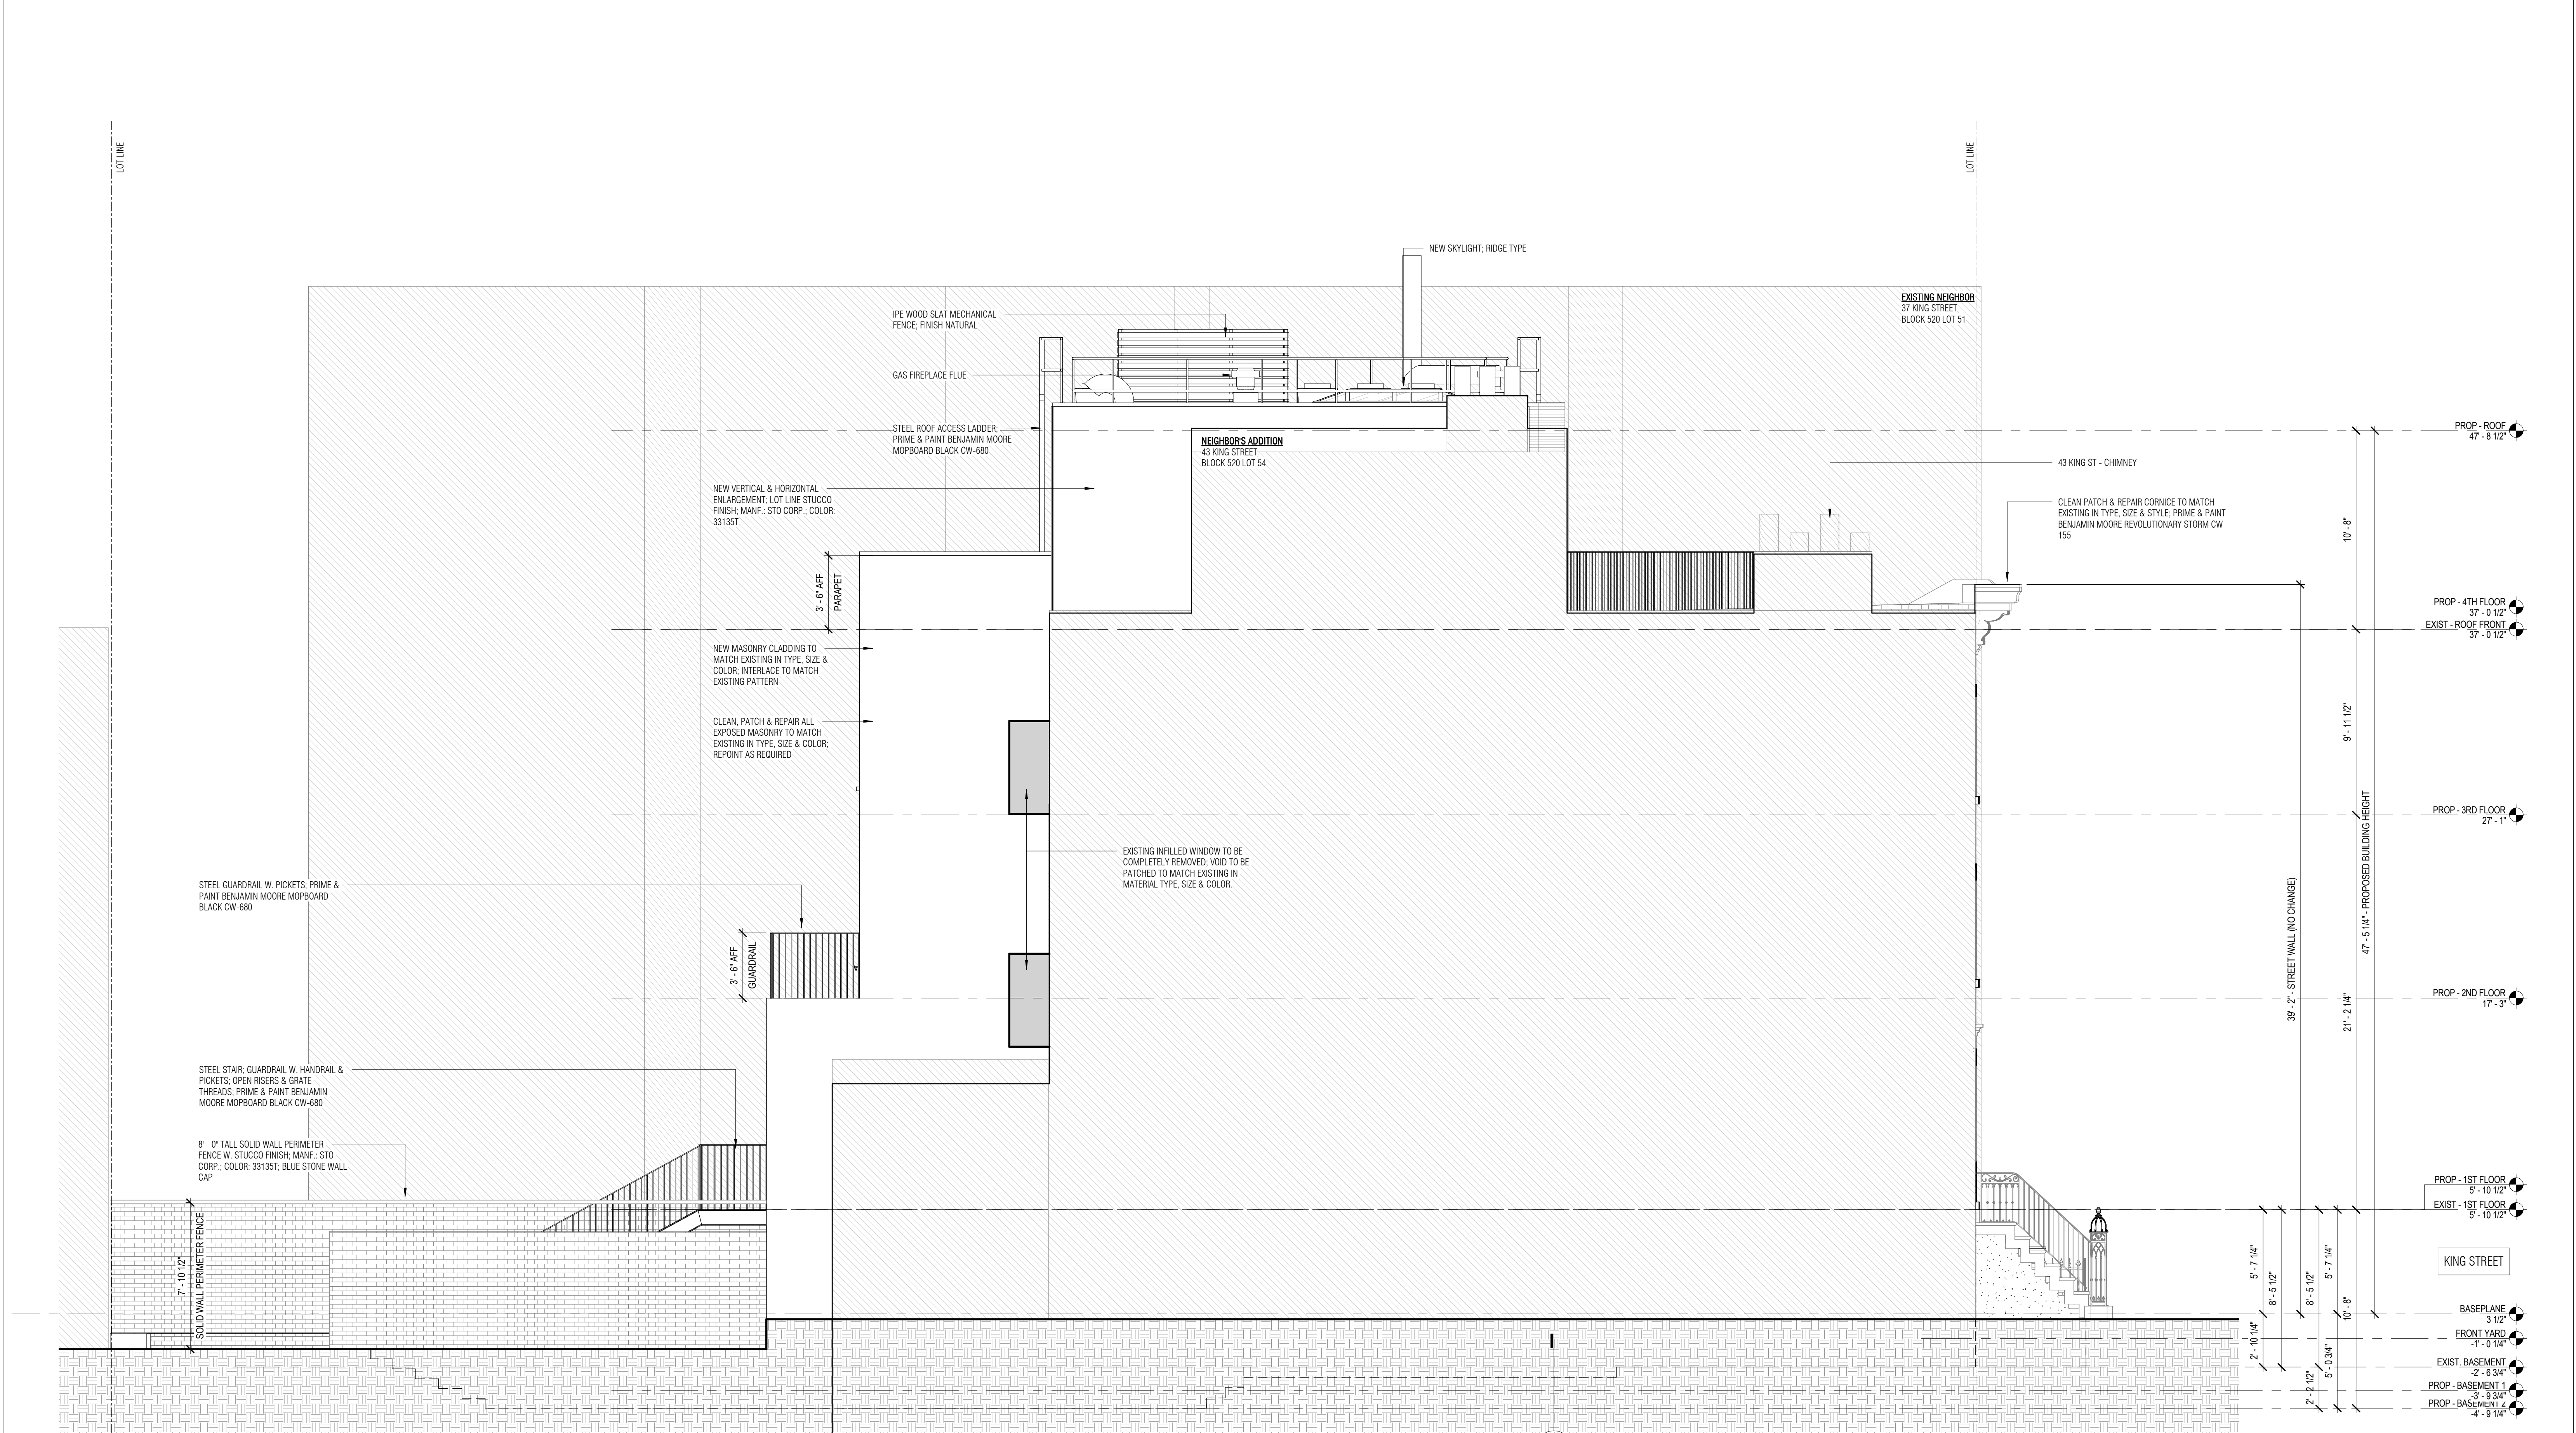 LOT LINE
LOT LINE
NEW SKYLIGHT; RIDGE TYPE
EXISTING NEIGHBOR
37 KING STREET
BLOCK 520 LOT 51
IPE WOOD SLAT MECHANICAL
FENCE; FINISH NATURAL
GAS FIREPLACE FLUE
STEEL ROOF ACCESS LADDER;
PRIME & PAINT BENJAMIN MOORE
MOPBOARD BLACK CW-680
NEIGHBOR'S ADDITION
43 KING STREET
BLOCK 520 LOT 54
NEW VERTICAL & HORIZONTAL
ENLARGEMENT; LOT LINE STUCCO
FINISH; MANF.: STO CORP.; COLOR:
33135T
43 KING ST - CHIMNEY
CLEAN PATCH & REPAIR CORNICE TO MATCH
EXISTING IN TYPE, SIZE & STYLE; PRIME & PAINT
BENJAMIN MOORE REVOLUTIONARY STORM CW-
155
3' - 6" AFF
PARAPET
NEW MASONRY CLADDING TO
MATCH EXISTING IN TYPE, SIZE &
COLOR; INTERLACE TO MATCH
EXISTING PATTERN
CLEAN, PATCH & REPAIR ALL
EXPOSED MASONRY TO MATCH
EXISTING IN TYPE, SIZE & COLOR;
REPOINT AS REQUIRED
EXISTING INFILLED WINDOW TO BE
COMPLETELY REMOVED; VOID TO BE
PATCHED TO MATCH EXISTING IN
MATERIAL TYPE, SIZE & COLOR.
STEEL GUARDRAIL W. PICKETS; PRIME &
PAINT BENJAMIN MOORE MOPBOARD
BLACK CW-680
3' - 6" AFF
GUARDRAIL
STEEL STAIR; GUARDRAIL W. HANDRAIL &
PICKETS; OPEN RISERS & GRATE
THREADS; PRIME & PAINT BENJAMIN
MOORE MOPBOARD BLACK CW-680
8' - 0" TALL SOLID WALL PERIMETER
FENCE W. STUCCO FINISH; MANF.: STO
CORP.; COLOR: 33135T; BLUE STONE WALL
CAP
7' - 10 1/2"
SOLID WALL PERIMETER FENCE
39' - 2" - STREET WALL (NO CHANGE)
47' - 5 1/4" - PROPOSED BUILDING HEIGHT
10' - 8"
9' - 11 1/2"
21' - 2 1/4"
10' - 8"
5' - 7 1/4"
2' - 10 1/4"
8' - 5 1/2"
8' - 5 1/2"
2' - 2 1/2"
5' - 7 1/4"
5' - 0 3/4"
PROP - ROOF
47' - 8 1/2"
PROP - 4TH FLOOR
37' - 0 1/2"
EXIST - ROOF FRONT
37' - 0 1/2"
PROP - 3RD FLOOR
27' - 1"
PROP - 2ND FLOOR
17' - 3"
PROP - 1ST FLOOR
5' - 10 1/2"
EXIST - 1ST FLOOR
5' - 10 1/2"
KING STREET
BASEPLANE
3 1/2"
FRONT YARD
-1' - 0 1/4"
EXIST. BASEMENT
-2' - 6 3/4"
PROP - BASEMENT 1
-3' - 9 3/4"
PROP - BASEMENT 2
-4' - 9 1/4"